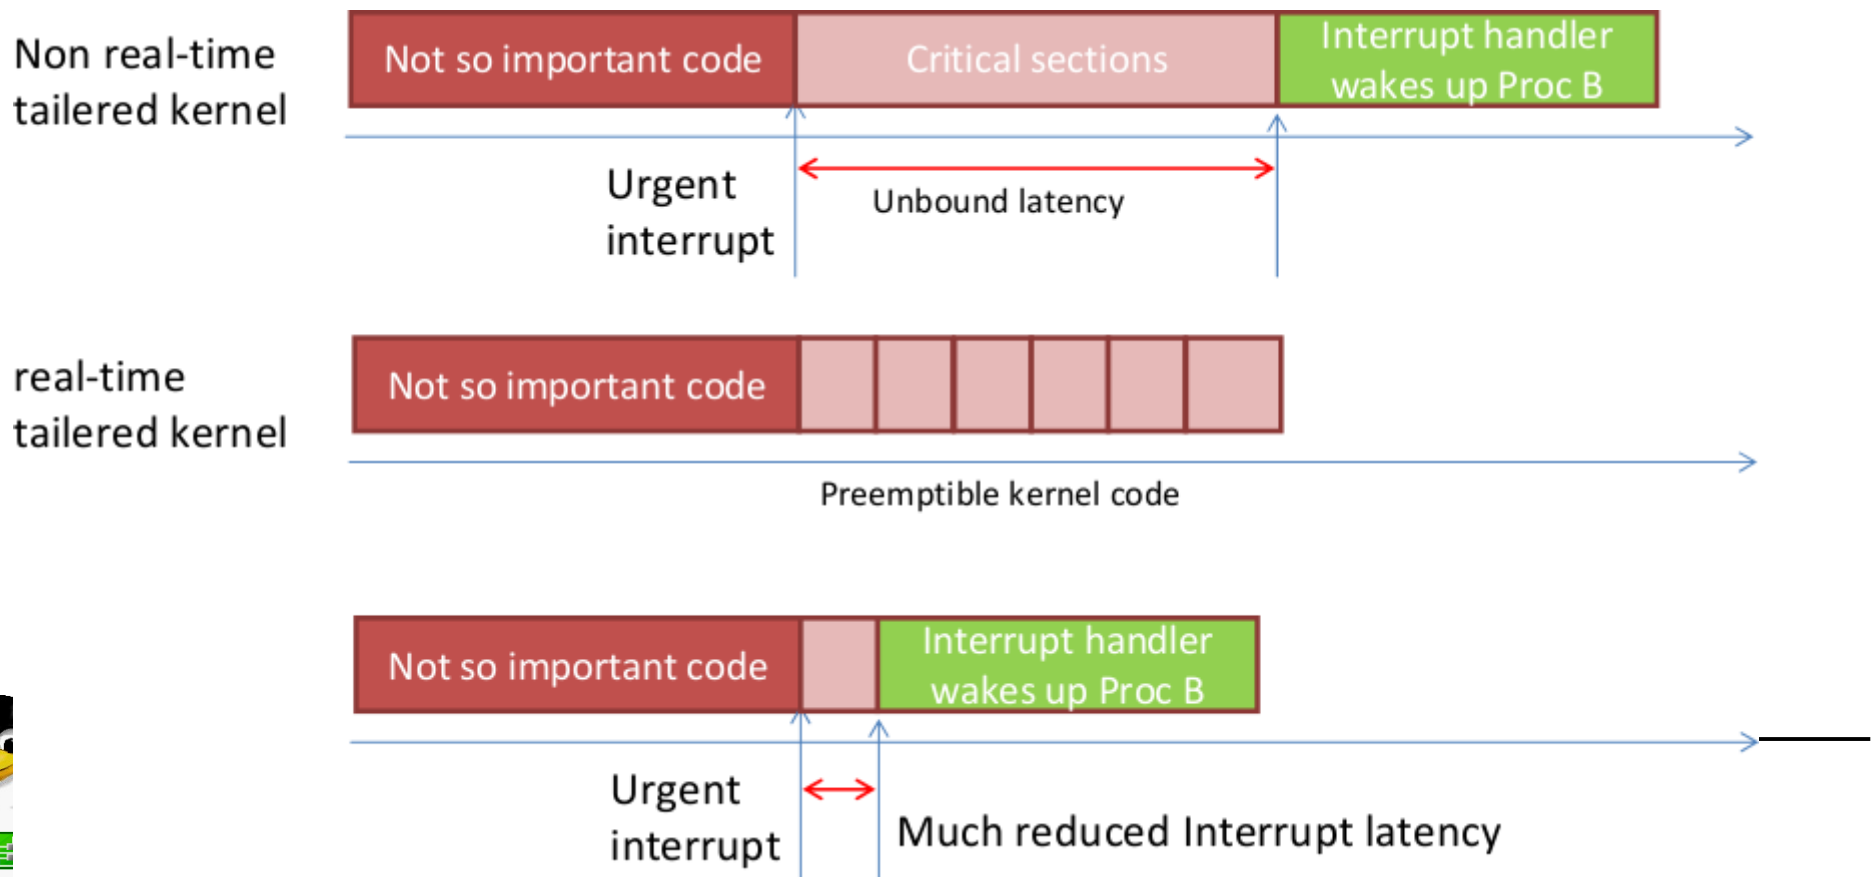 Non real-time
tailered kernel
Not so important code
Critical sections
Interrupt handler
wakes up Proc B
Urgent
interrupt
Unbound latency
real-time
tailered kernel
Not so important code
Preemptible kernel code
Not so important code
Interrupt handler
wakes up Proc B
Urgent
interrupt
Much reduced Interrupt latency